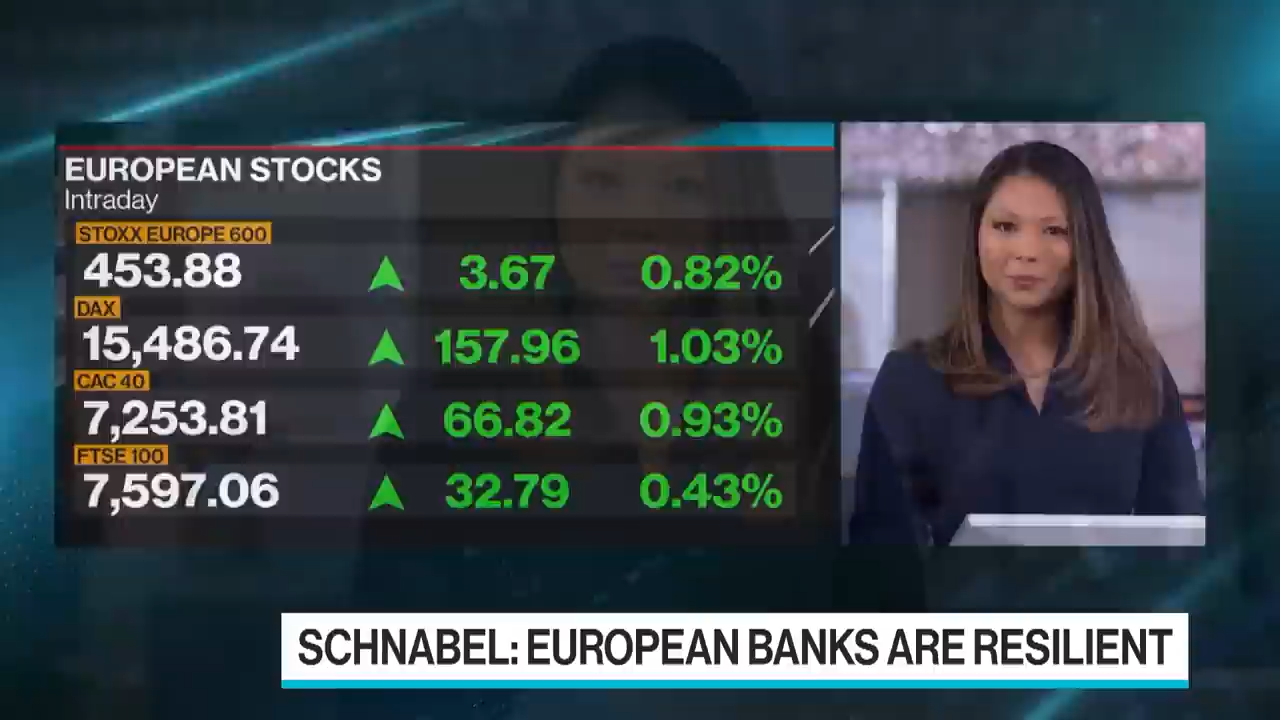 EUROPEAN STOCKS
Intraday
STOXX EUROPE 600
453.88 ▲ 3.67 0.82%
DAX
15,486.74 ▲ 157.96 1.03%
CAC 40
7,253.81 ▲ 66.82 0.93%
FTSE 100
7,597.06 ▲ 32.79 0.43%
SCHNABEL: EUROPEAN BANKS ARE RESILIENT